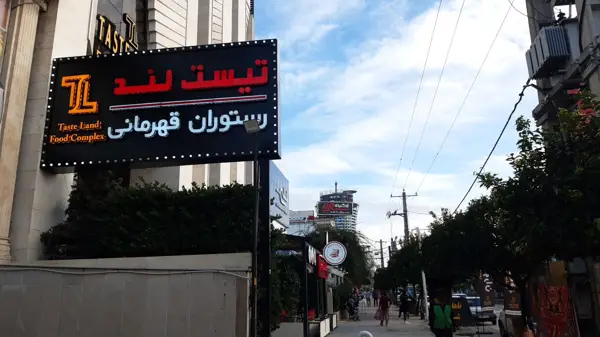 TASTE
تیست لند
رستوران قهرمانی
TL
Taste Land
Food Complex